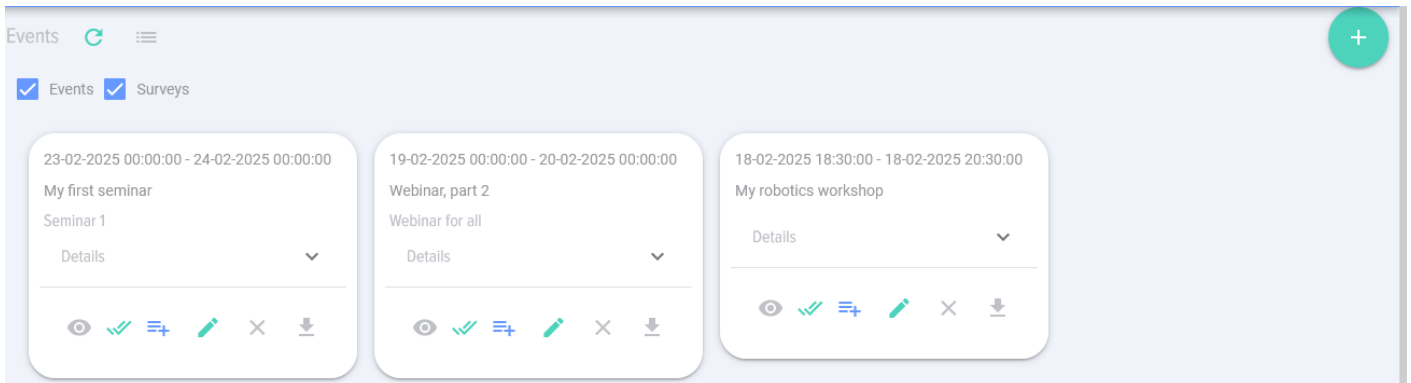 Events
Events Surveys
23-02-2025 00:00:00 - 24-02-2025 00:00:00
My first seminar
Seminar 1
Details
19-02-2025 00:00:00 - 20-02-2025 00:00:00
Webinar, part 2
Webinar for all
Details
18-02-2025 18:30:00 - 18-02-2025 20:30:00
My robotics workshop
Details